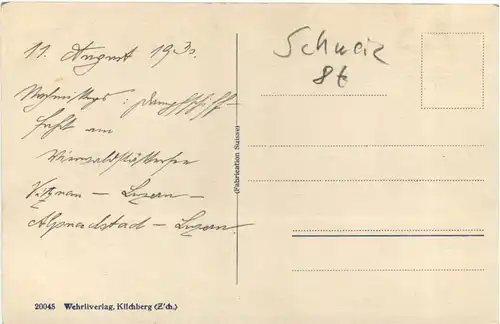 11. August 1930.
Nachmittags: Dampfschiff-
fahrt am
Vierwaldstättersee
Vitznau – Luzern –
Alpnachstad – Luzern.
(Fabrication Suisse)
Schweiz
8t
20045 Wehrliverlag, Kilchberg (Z'ch.)